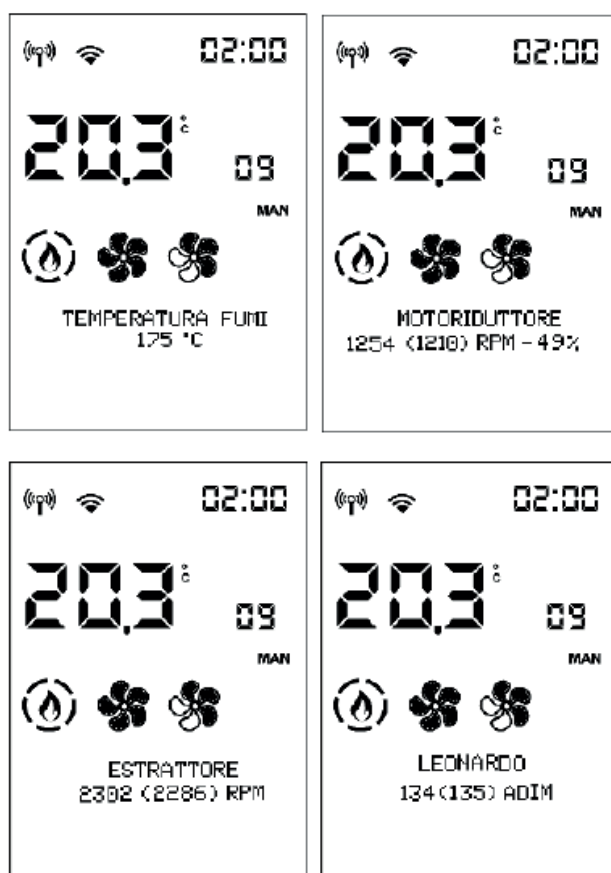 02:00
20.3 °C
09
MAN
TEMPERATURA FUMI
175 °C
02:00
20.3 °C
09
MAN
MOTORIDUTTORE
1254 (1210) RPM - 49%
02:00
20.3 °C
09
MAN
ESTRATTORE
2302 (2286) RPM
02:00
20.3 °C
09
MAN
LEONARDO
134(135) ADIM